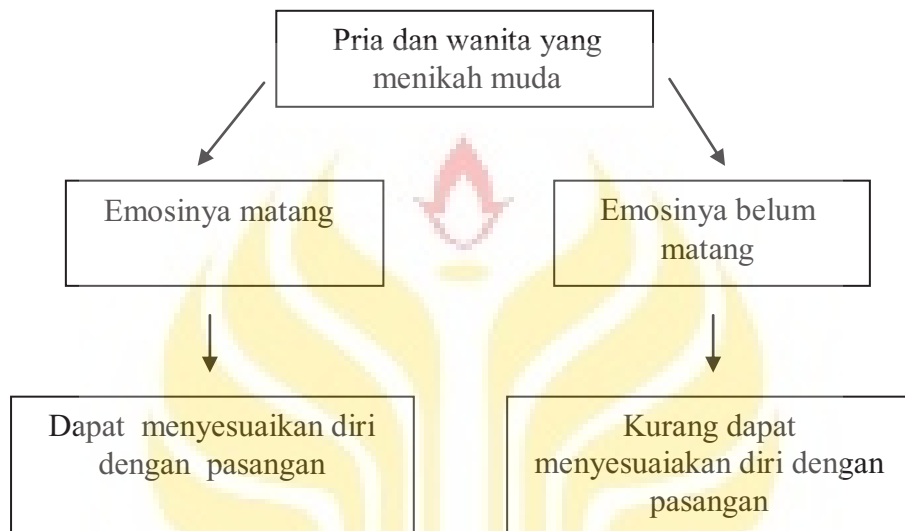 Pria dan wanita yang
menikah muda
Emosinya matang
Emosinya belum
matang
Dapat menyesuaikan diri
dengan pasangan
Kurang dapat
menyesuaiakan diri dengan
pasangan